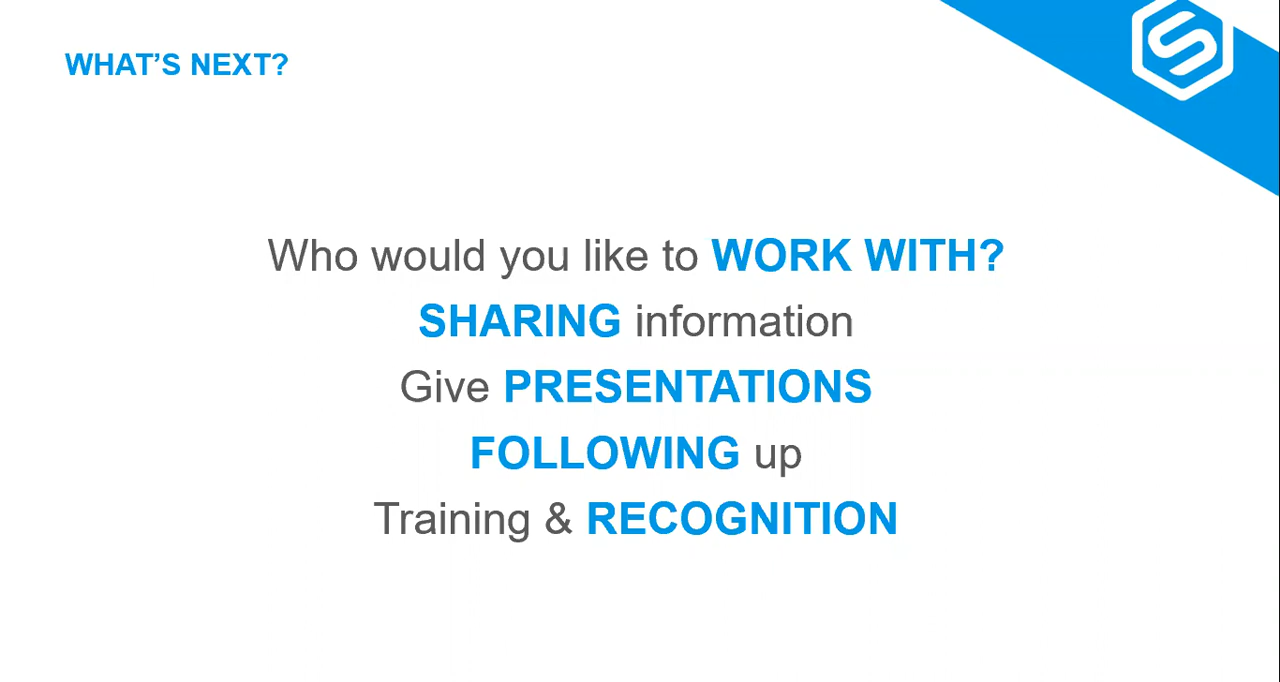 WHAT’S NEXT?
Who would you like to WORK WITH?
SHARING information
Give PRESENTATIONS
FOLLOWING up
Training & RECOGNITION